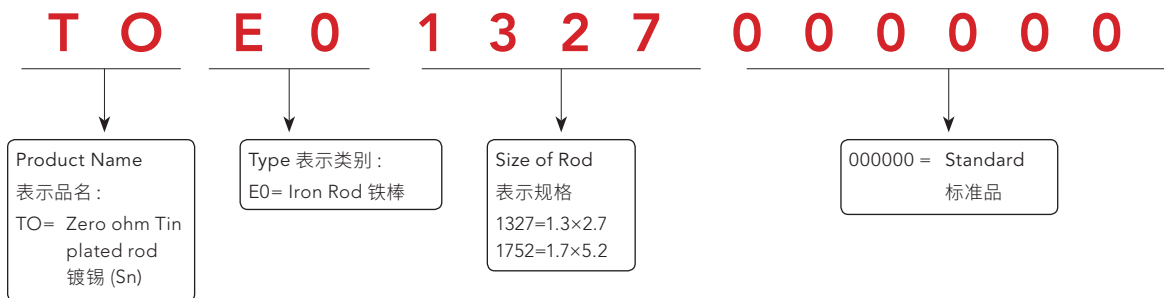 T O E 0 1 3 2 7 0 0 0 0 0 0
Product Name
表示品名 :
TO= Zero ohm Tin
plated rod
镀锡 (Sn)
Type 表示类别 :
E0= Iron Rod 铁棒
Size of Rod
表示规格
1327=1.3×2.7
1752=1.7×5.2
000000 = Standard
标准品